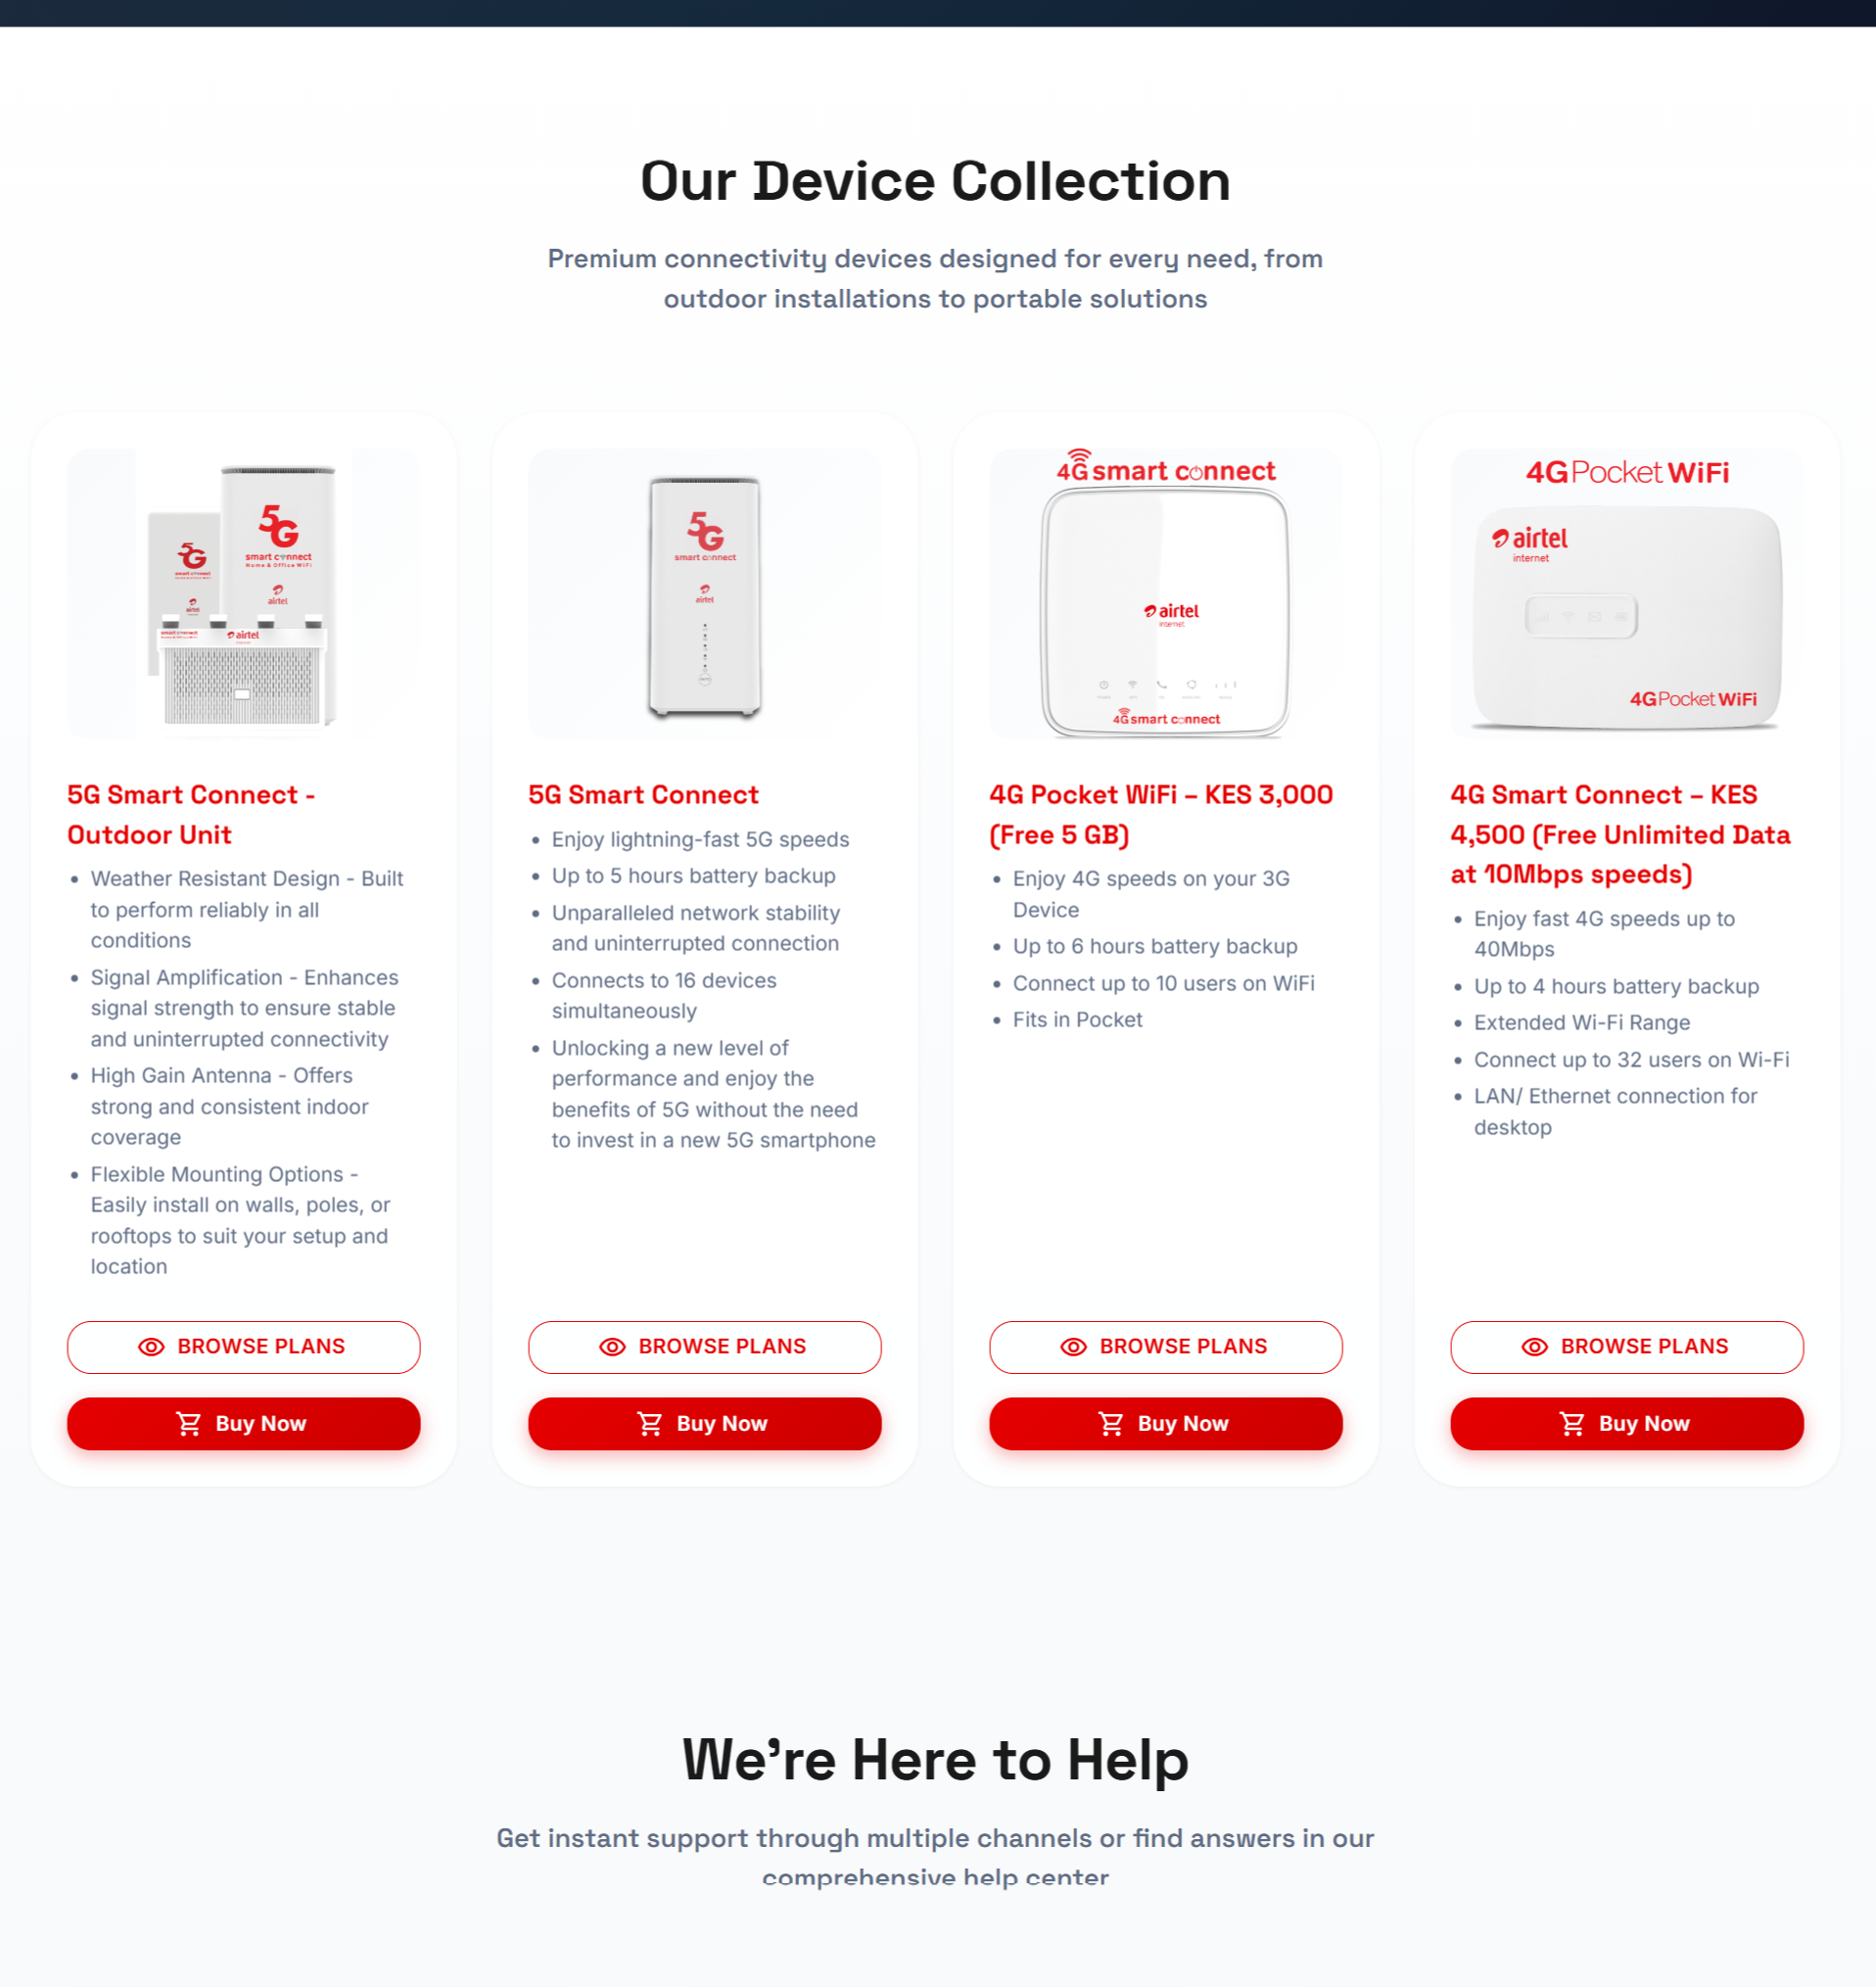 Our Device Collection
Premium connectivity devices designed for every need, from
outdoor installations to portable solutions
5G
smart connect
Home & Office WiFi
airtel
5G
smart connect
airtel
smart connect
airtel
5G Smart Connect -
Outdoor Unit
• Weather Resistant Design - Built
to perform reliably in all
conditions
• Signal Amplification - Enhances
signal strength to ensure stable
and uninterrupted connectivity
• High Gain Antenna - Offers
strong and consistent indoor
coverage
• Flexible Mounting Options -
Easily install on walls, poles, or
rooftops to suit your setup and
location
BROWSE PLANS
Buy Now
5G
smart connect
airtel
5G Smart Connect
• Enjoy lightning-fast 5G speeds
• Up to 5 hours battery backup
• Unparalleled network stability
and uninterrupted connection
• Connects to 16 devices
simultaneously
• Unlocking a new level of
performance and enjoy the
benefits of 5G without the need
to invest in a new 5G smartphone
BROWSE PLANS
Buy Now
4G smart connect
airtel
internet
4G smart connect
4G Pocket WiFi – KES 3,000
(Free 5 GB)
• Enjoy 4G speeds on your 3G
Device
• Up to 6 hours battery backup
• Connect up to 10 users on WiFi
• Fits in Pocket
BROWSE PLANS
Buy Now
4G Pocket WiFi
airtel
internet
4G Pocket WiFi
4G Smart Connect – KES
4,500 (Free Unlimited Data
at 10Mbps speeds)
• Enjoy fast 4G speeds up to
40Mbps
• Up to 4 hours battery backup
• Extended Wi-Fi Range
• Connect up to 32 users on Wi-Fi
• LAN/ Ethernet connection for
desktop
BROWSE PLANS
Buy Now
We're Here to Help
Get instant support through multiple channels or find answers in our
comprehensive help center